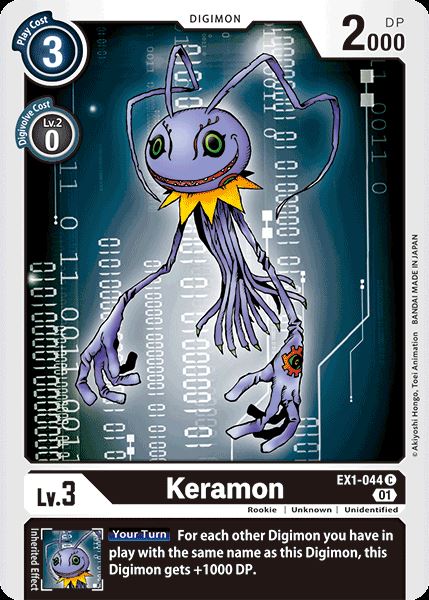 Play Cost
3
DIGIMON
DP
2000
Digivolve Cost
Lv.2
0
©Akiyoshi Hongo, Toei Animation BANDAI MADE IN JAPAN
Lv.3
Keramon
EX1-044 C
01
Rookie | Unknown | Unidentified
Inherited Effect
Your Turn For each other Digimon you have in
play with the same name as this Digimon, this
Digimon gets +1000 DP.